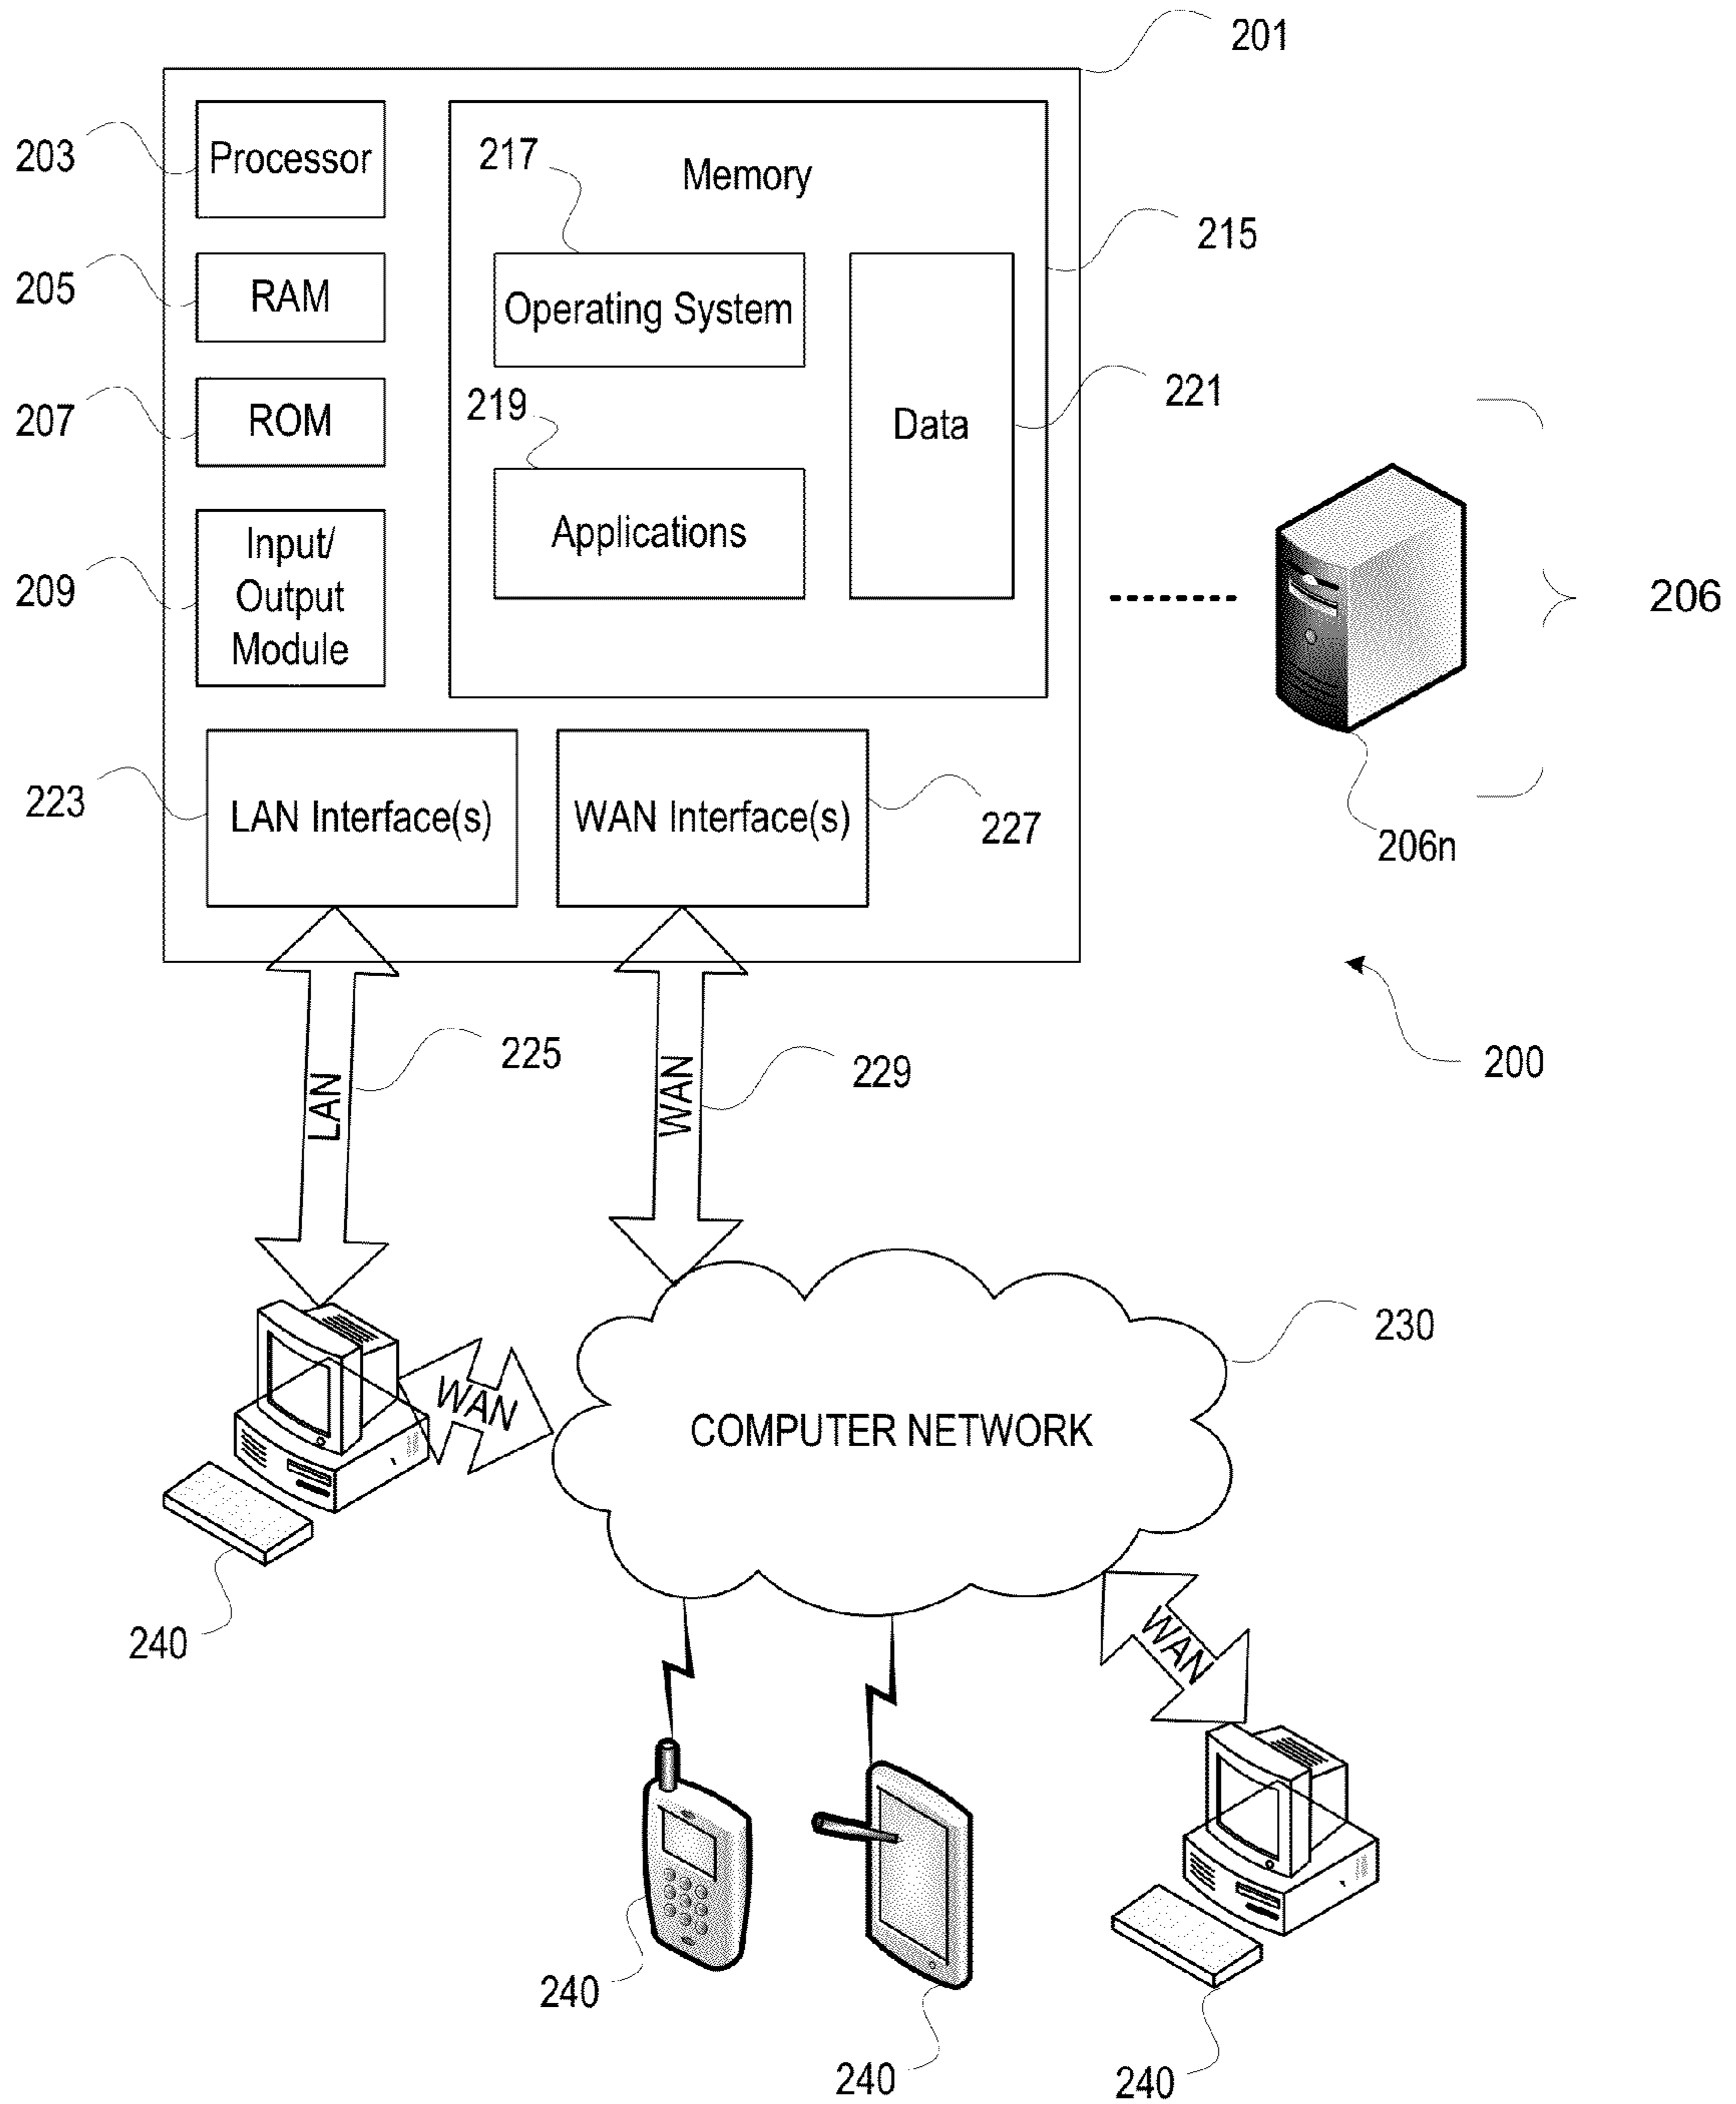 201
203
Processor
217
Memory
215
205
RAM
Operating System
221
207
ROM
219
Data
Applications
209
Input/
Output
Module
206
223
LAN Interface(s)
WAN Interface(s)
227
206n
225
229
200
LAN
WAN
230
WAN
COMPUTER NETWORK
240
WAN
240
240
240